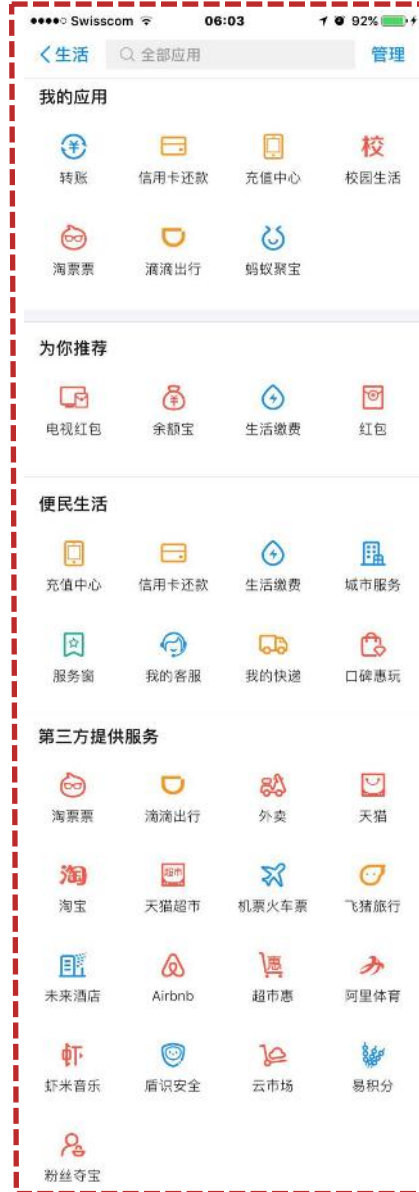 Swisscom 06:03 92%
生活 全部应用 管理
我的应用
转账 信用卡还款 充值中心 校园生活
校
淘票票 滴滴出行 蚂蚁聚宝
为你推荐
电视红包 余额宝 生活缴费 红包
便民生活
充值中心 信用卡还款 生活缴费 城市服务
服务窗 我的客服 我的快递 口碑惠玩
第三方提供服务
淘票票 滴滴出行 外卖 天猫
淘 超市
淘宝 天猫超市 机票火车票 飞猪旅行
惠
未来酒店 Airbnb 超市惠 阿里体育
虾
虾米音乐 盾识安全 云市场 易积分
粉丝夺宝